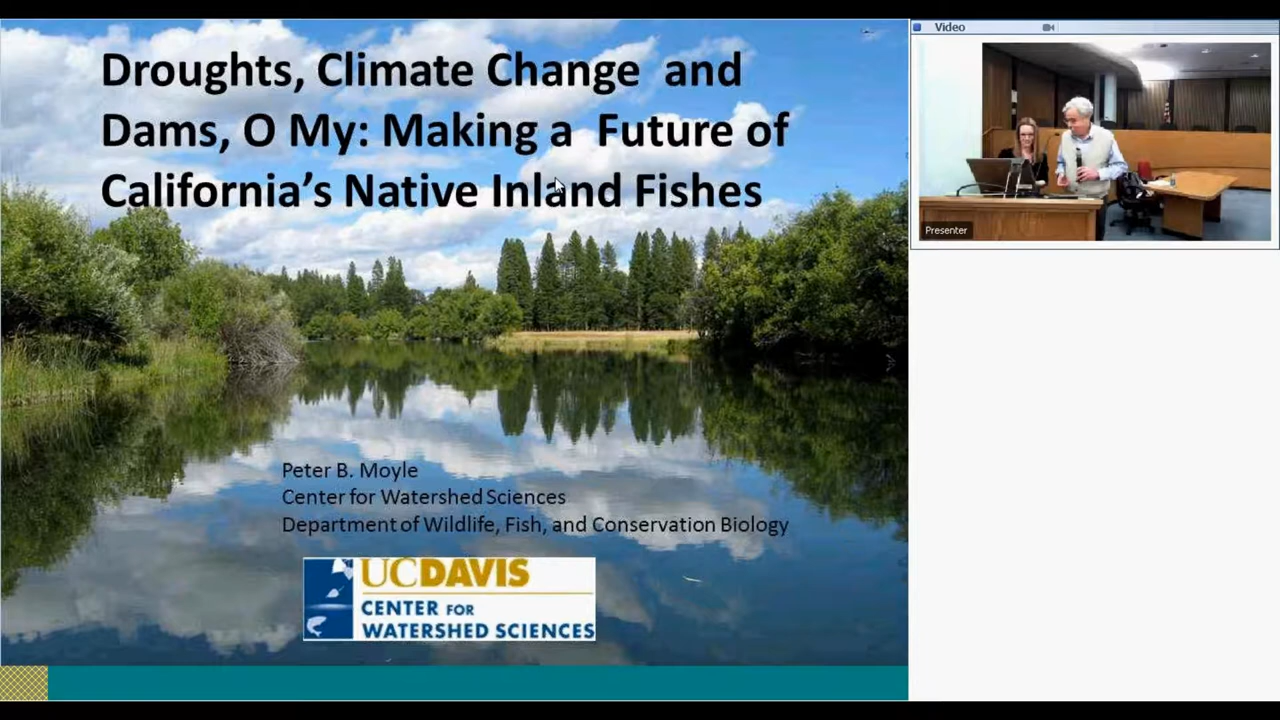 Droughts, Climate Change and
Dams, O My: Making a Future of
California's Native Inland Fishes
Peter B. Moyle
Center for Watershed Sciences
Department of Wildlife, Fish, and Conservation Biology
UCDAVIS
CENTER FOR
WATERSHED SCIENCES
Video
Presenter